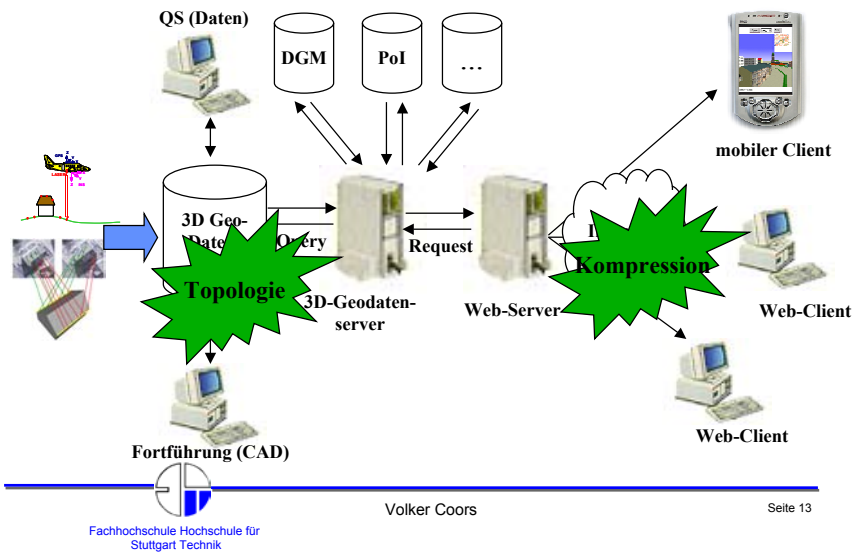 QS (Daten)
DGM
PoI
...
mobiler Client
3D Geo-
Daten
Query
Topologie
3D-Geodaten-
server
Request
Web-Server
Kompression
Web-Client
Web-Client
Fortführung (CAD)
Volker Coors
Seite 13
Fachhochschule Hochschule für
Stuttgart Technik